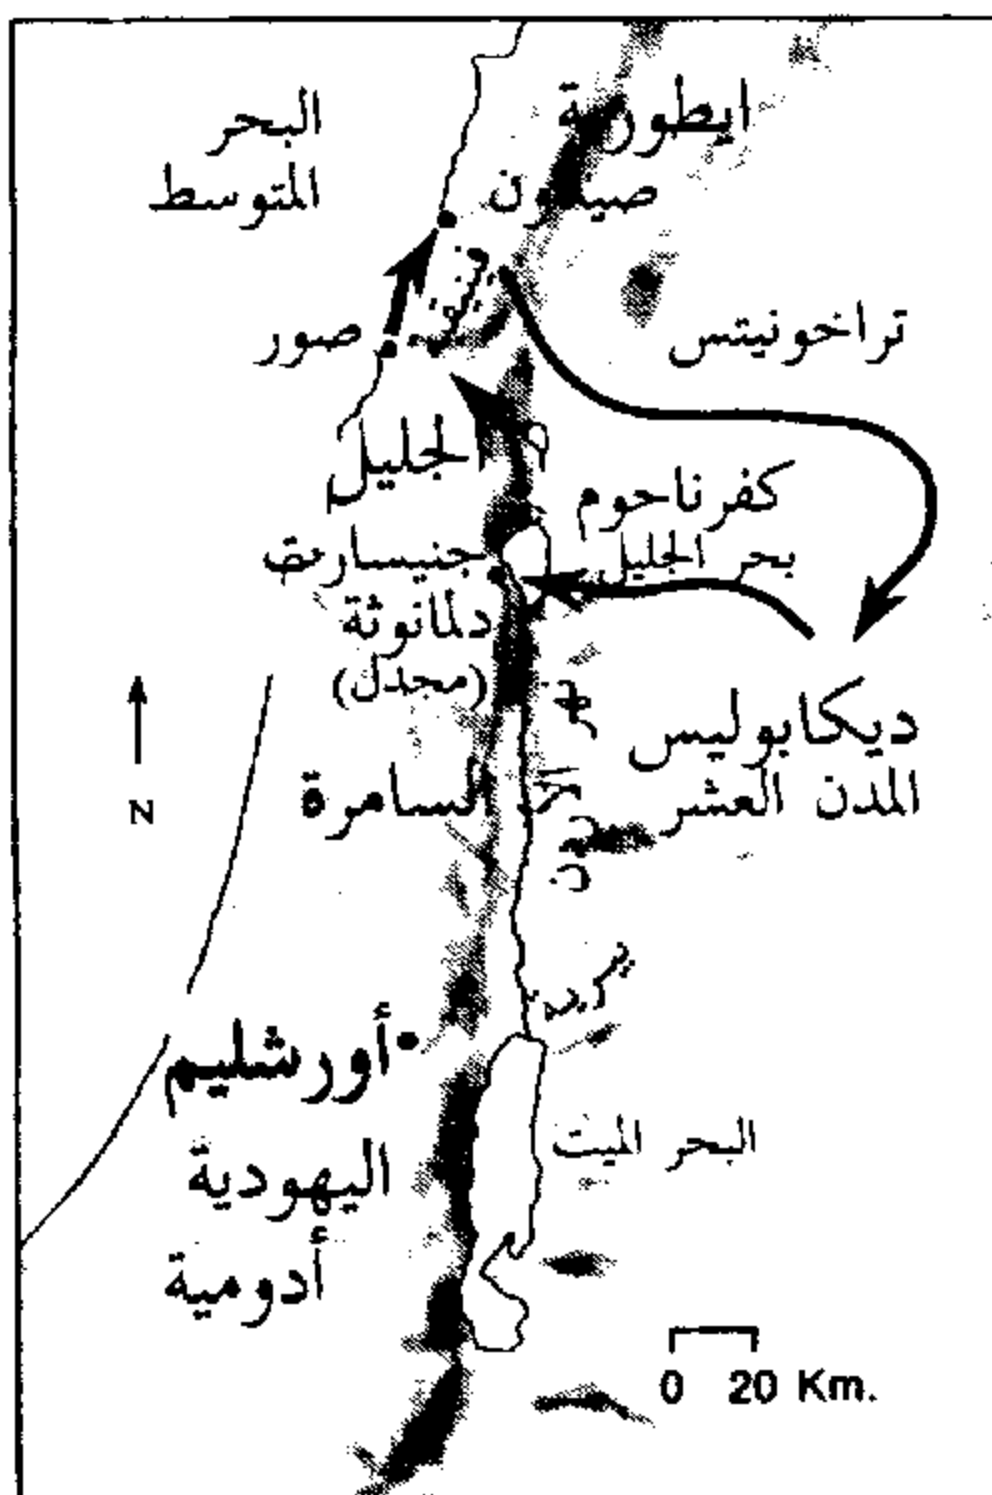 البحر
المتوسط
ايطورية
صيدون
صور
تراخونيتس
الجليل
كفرناحوم
جنيسارت
بحر الجليل
دلمانوثة
(مجدل)
ديكابوليس
المدن العشر
السامرة
N
أورشليم
البحر الميت
اليهودية
أدومية
0 20 Km.